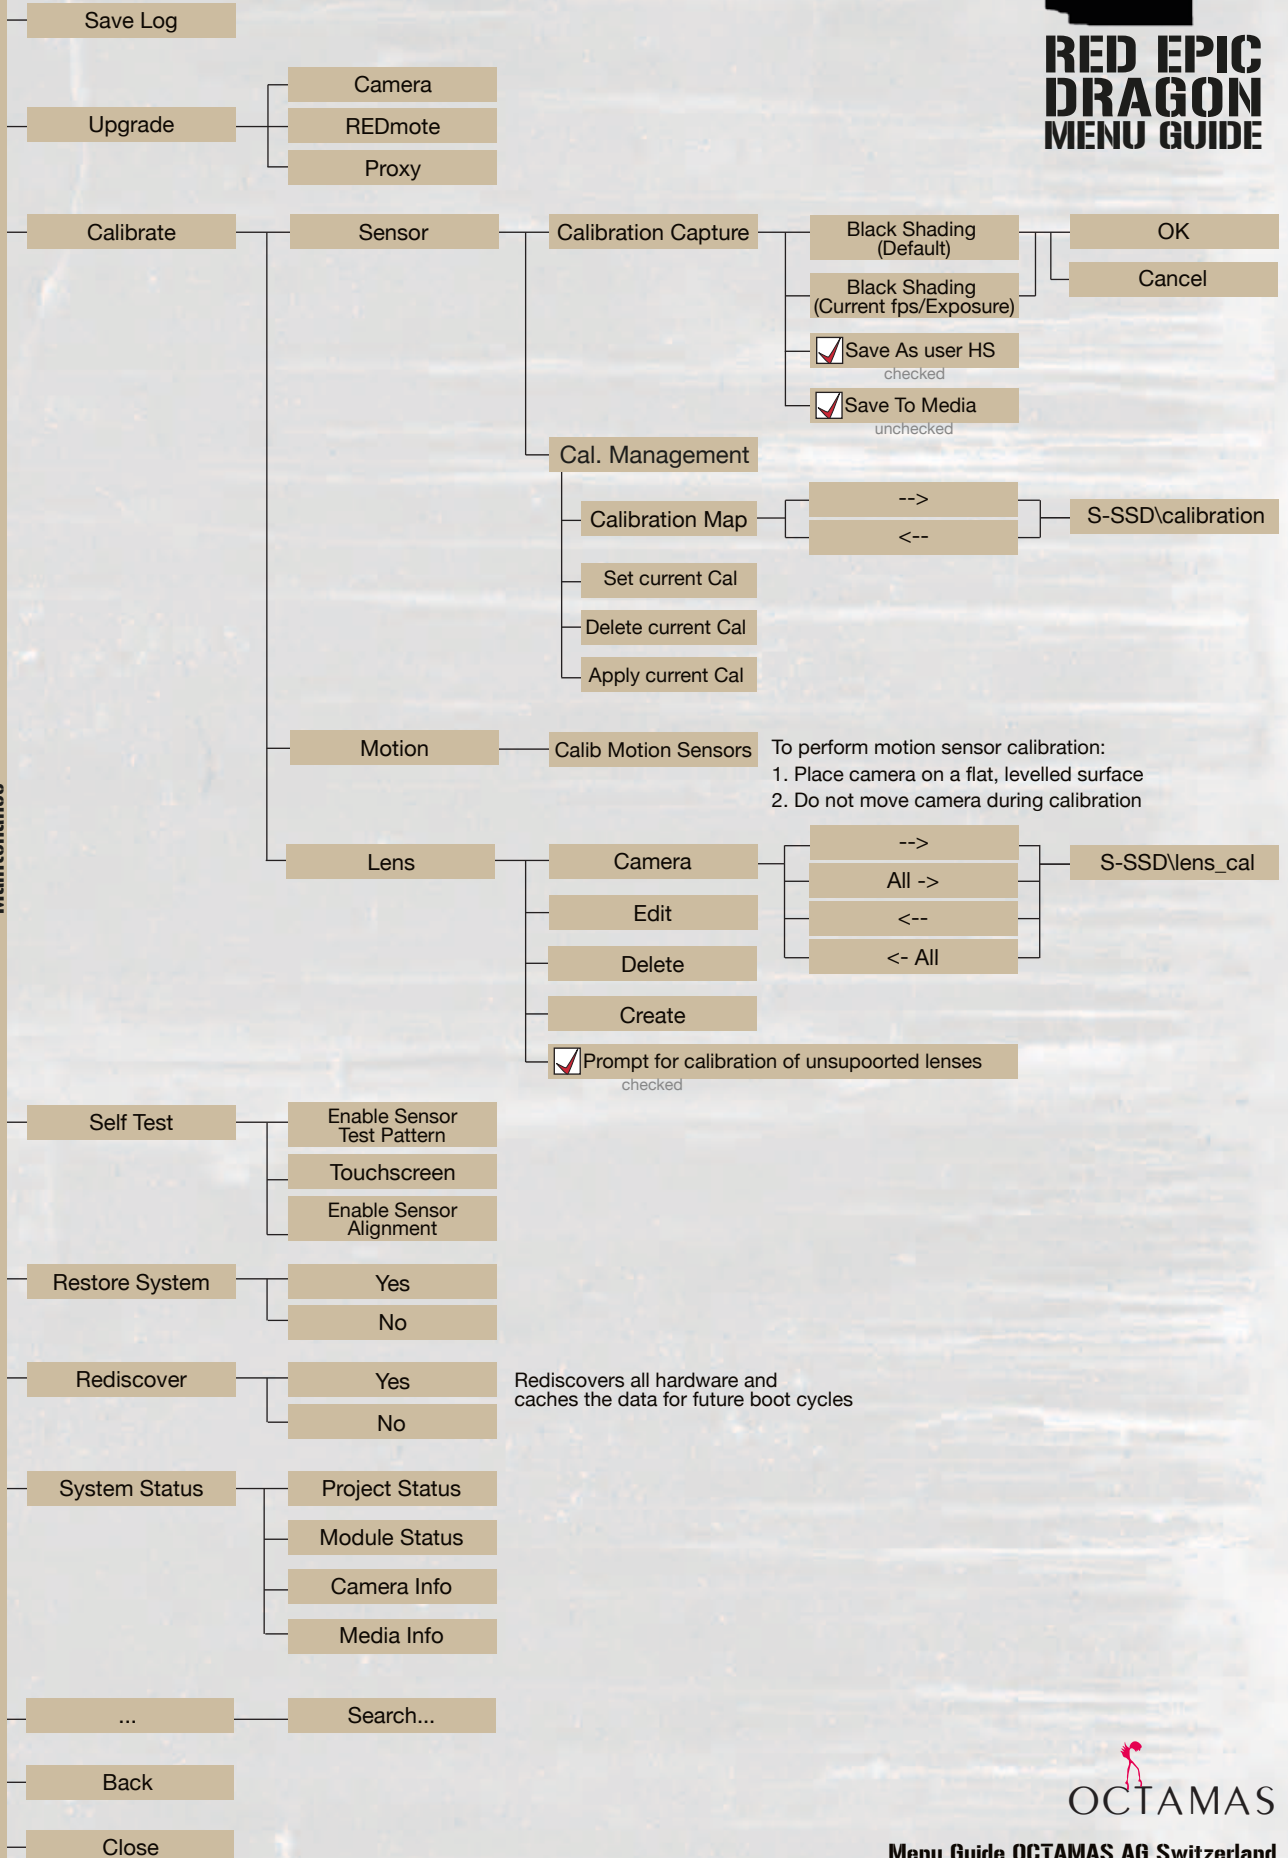 Save Log
RED EPIC
DRAGON
MENU GUIDE
Camera
Upgrade
REDmote
Proxy
Calibrate
Sensor
Calibration Capture
Black Shading
(Default)
OK
Cancel
Black Shading
(Current fps/Exposure)
Save As user HS
checked
Save To Media
unchecked
Cal. Management
Calibration Map
-->
<--
S-SSD\calibration
Set current Cal
Delete current Cal
Apply current Cal
Motion
Calib Motion Sensors
To perform motion sensor calibration:
1. Place camera on a flat, levelled surface
2. Do not move camera during calibration
Maintenance
Lens
Camera
-->
All ->
<--
<- All
S-SSD\lens_cal
Edit
Delete
Create
Prompt for calibration of unsupoorted lenses
checked
Self Test
Enable Sensor
Test Pattern
Touchscreen
Enable Sensor
Alignment
Restore System
Yes
No
Rediscover
Yes
No
Rediscovers all hardware and
caches the data for future boot cycles
System Status
Project Status
Module Status
Camera Info
Media Info
...
Search...
Back
Close
OCTAMAS
Menu Guide OCTAMAS AG Switzerland